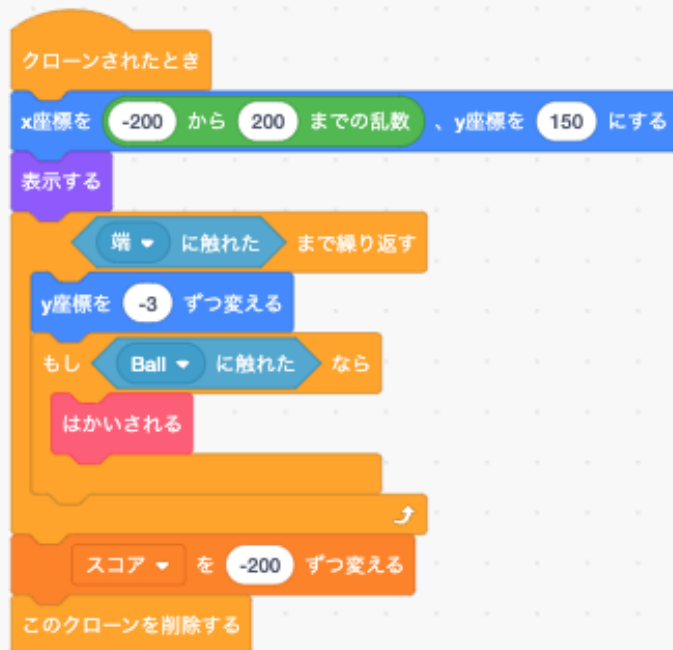 クローンされたとき
x座標を -200 から 200 までの乱数 、y座標を 150 にする
表示する
端 に触れた まで繰り返す
y座標を -3 ずつ変える
もし Ball に触れた なら
はかいされる
スコア を -200 ずつ変える
このクローンを削除する